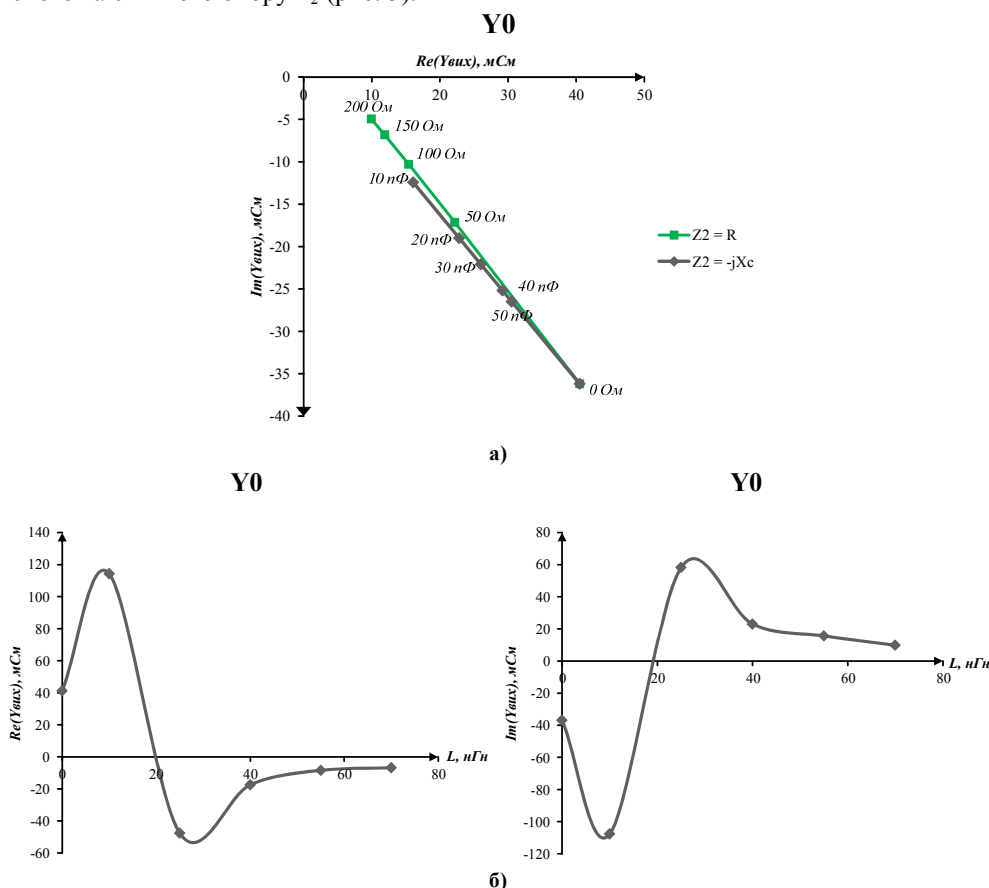 Y0
Re(Yвих), мСм
0
0 10 20 30 40 50
-5
-10
-15
-20
-25
-30
-35
-40
Im(Yвих), мСм
200 Ом
150 Ом
100 Ом
10 пФ
50 Ом
20 пФ
30 пФ
40 пФ
50 пФ
0 Ом
Z2 = R
Z2 = -jXc
а)
Y0
140
120
100
80
60
40
20
0
-20
-40
-60
0 20 40 60 80
Re(Yвих), мСм
L, нГн
Y0
80
60
40
20
0
-20
-40
-60
-80
-100
-120
0 20 40 60 80
Im(Yвих), мСм
L, нГн
б)